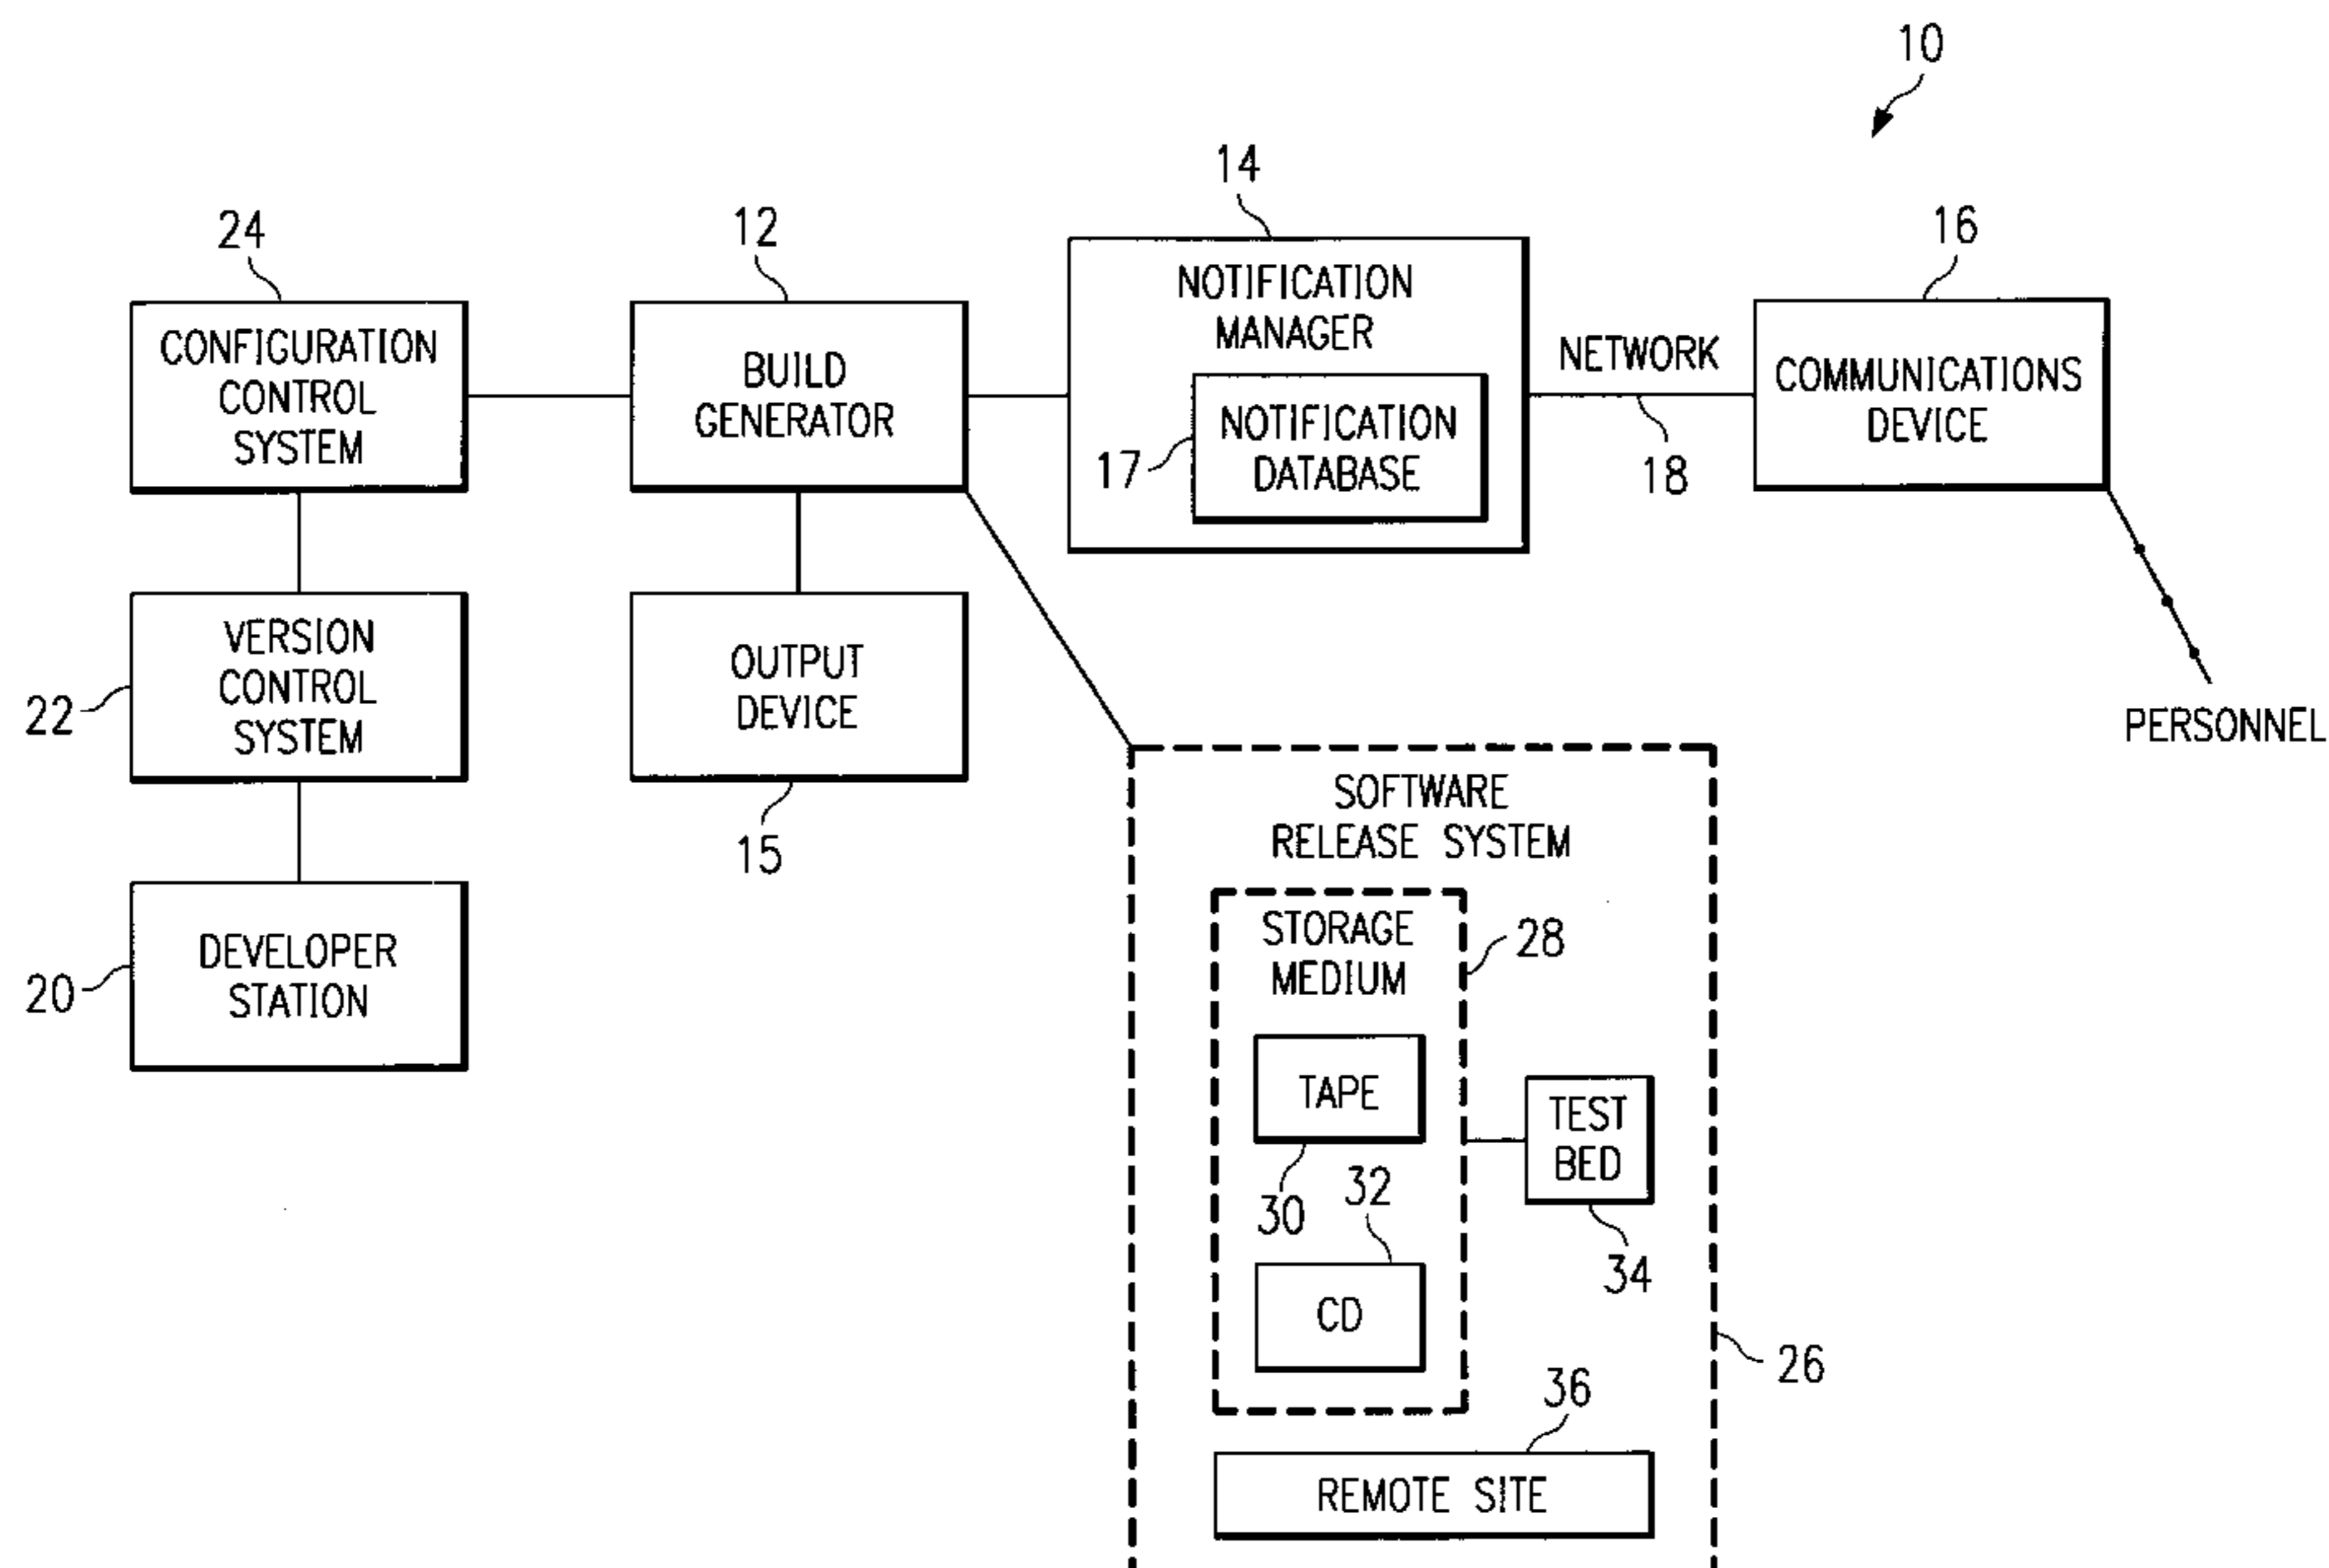 10
14
24
12
16
NOTIFICATION
MANAGER
CONFIGURATION
CONTROL
SYSTEM
BUILD
GENERATOR
NETWORK
COMMUNICATIONS
DEVICE
17
NOTIFICATION
DATABASE
18
VERSION
CONTROL
SYSTEM
22
OUTPUT
DEVICE
15
PERSONNEL
SOFTWARE
RELEASE SYSTEM
DEVELOPER
STATION
20
STORAGE
MEDIUM
28
TAPE
30
TEST
BED
34
32
CD
26
36
REMOTE SITE